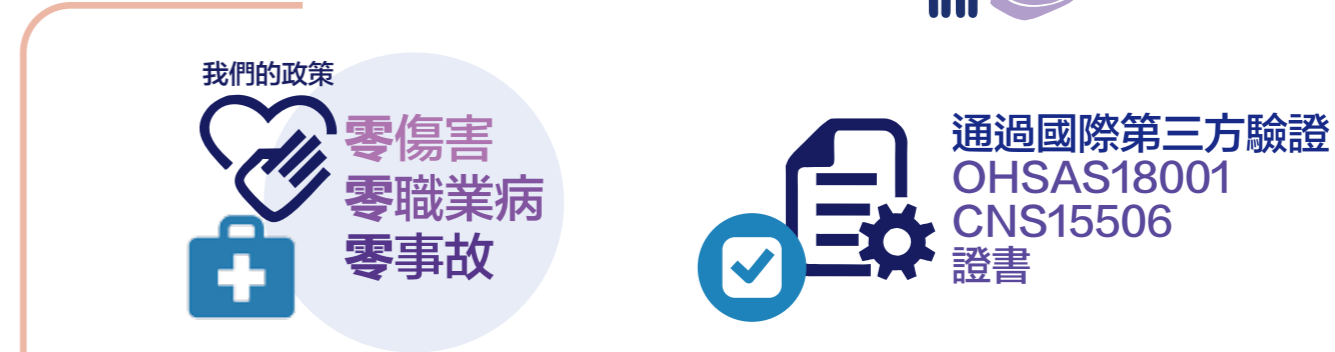 我們的政策
零傷害
零職業病
零事故
通過國際第三方驗證
OHSAS18001
CNS15506
證書